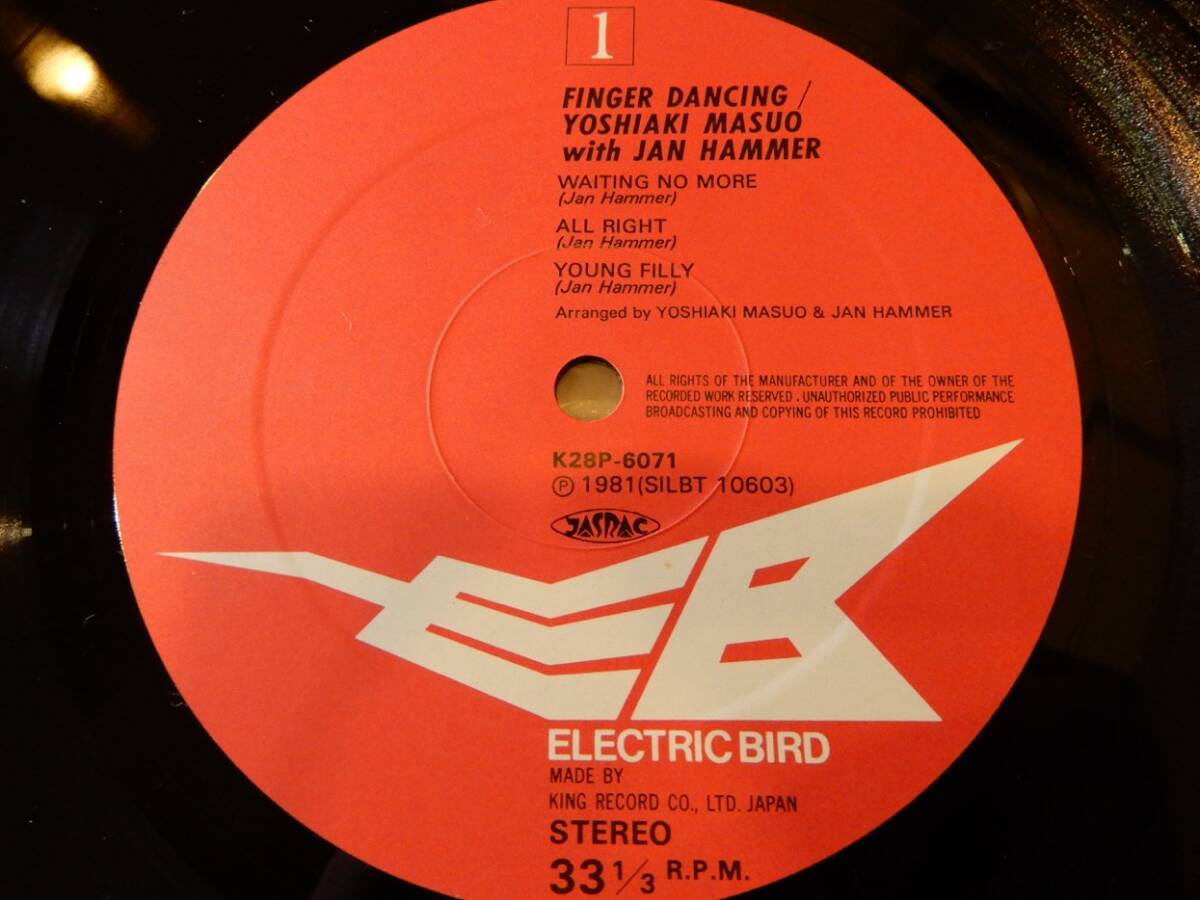 1
FINGER DANCING /
YOSHIAKI MASUO
with JAN HAMMER
WAITING NO MORE
(Jan Hammer)
ALL RIGHT
(Jan Hammer)
YOUNG FILLY
(Jan Hammer)
Arranged by YOSHIAKI MASUO & JAN HAMMER
ALL RIGHTS OF THE MANUFACTURER AND OF THE OWNER OF THE
RECORDED WORK RESERVED . UNAUTHORIZED PUBLIC PERFORMANCE
BROADCASTING AND COPYING OF THIS RECORD PROHIBITED
K28P-6071
Ⓟ 1981(SILBT 10603)
JASRAC
EB
ELECTRIC BIRD
MADE BY
KING RECORD CO., LTD. JAPAN
STEREO
33 1/3 R.P.M.